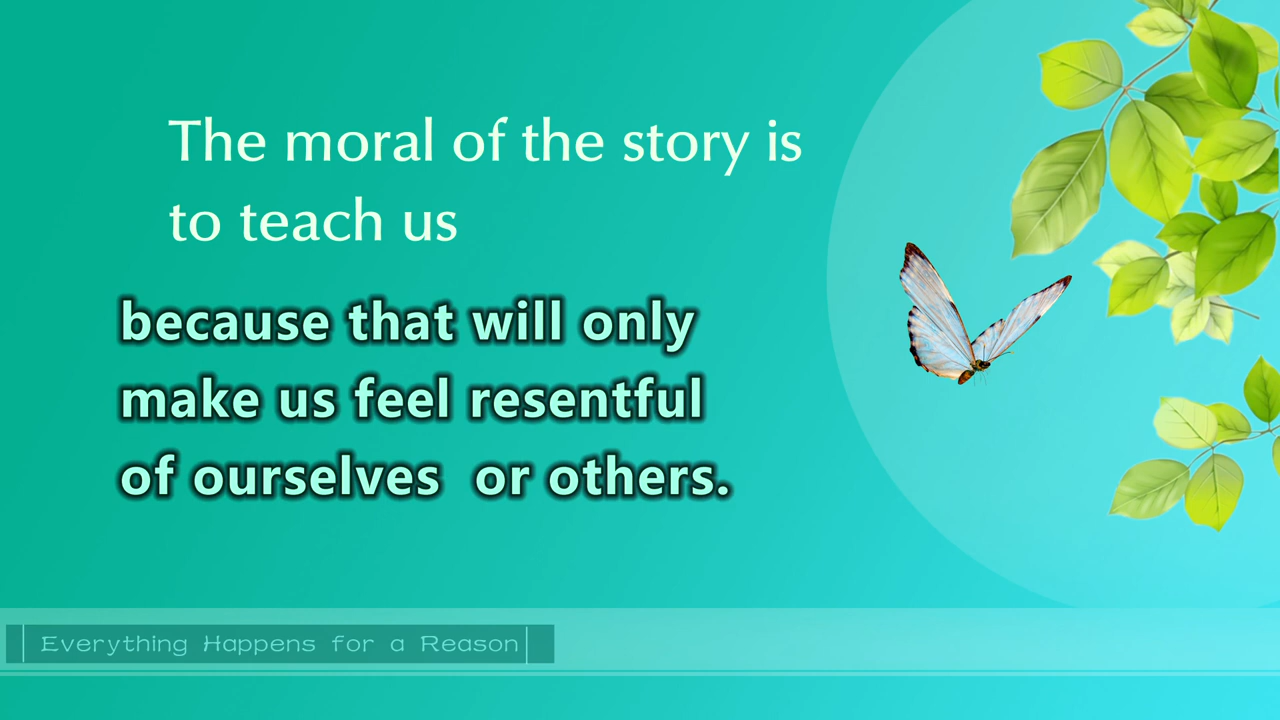 The moral of the story is
to teach us
because that will only
make us feel resentful
of ourselves or others.
Everything Happens for a Reason